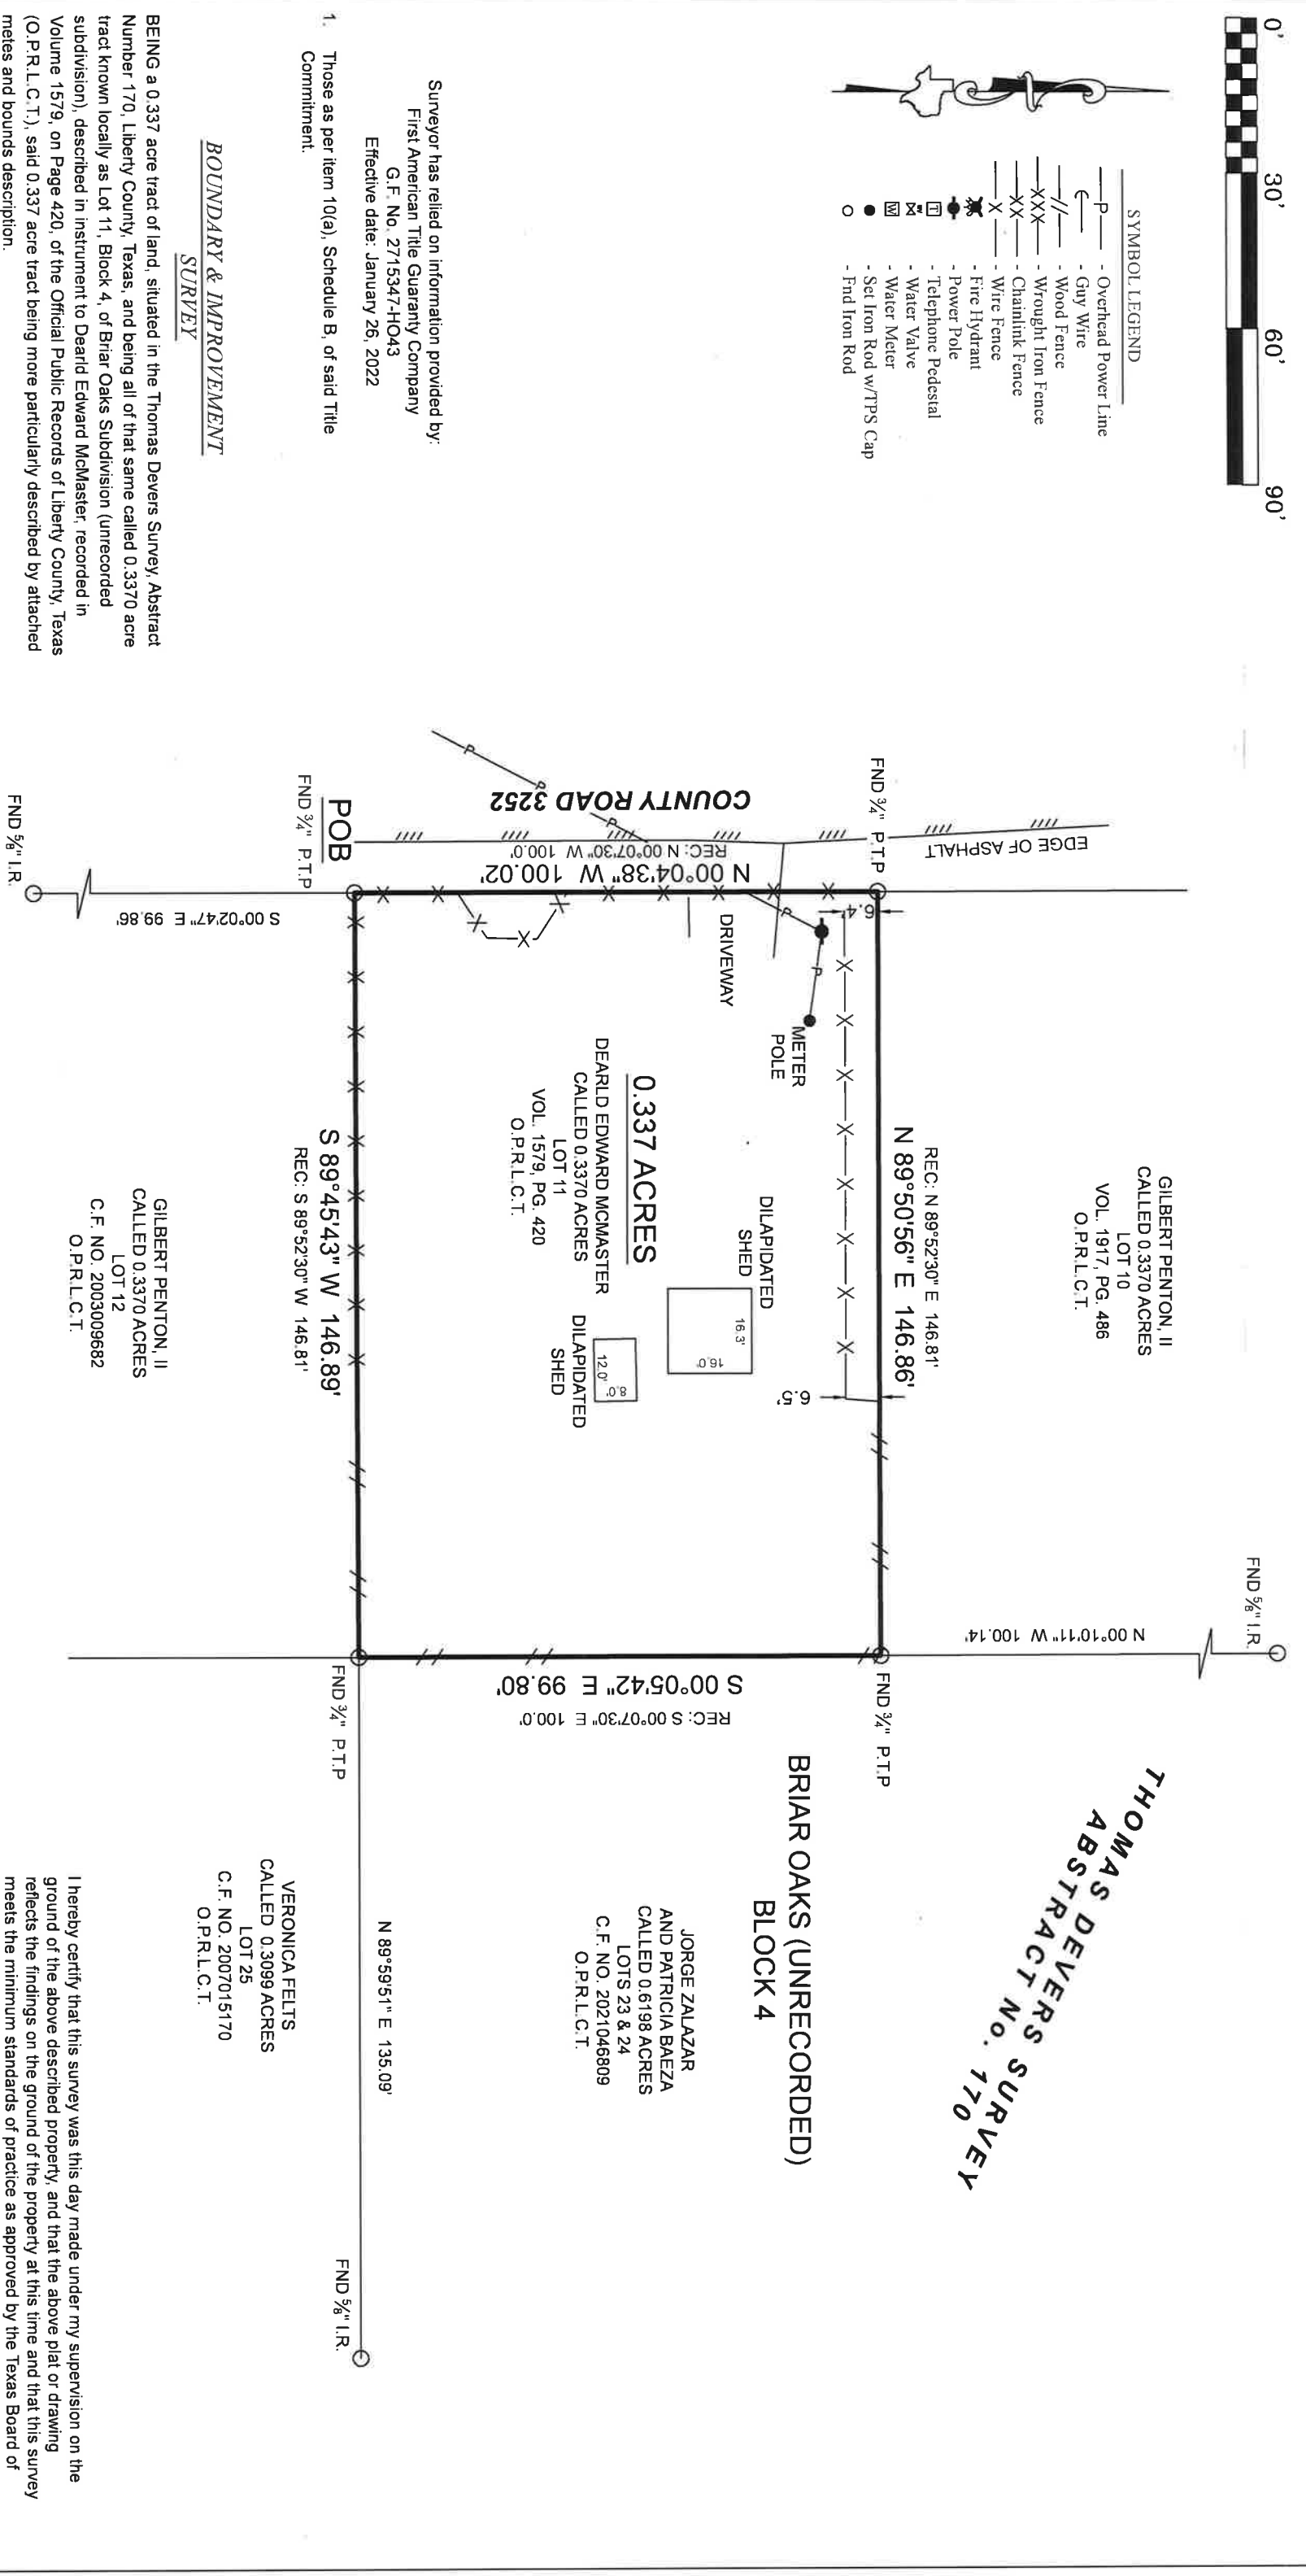 0' 30' 60' 90'
SYMBOL LEGEND
P - Overhead Power Line
- Guy Wire
// - Wood Fence
XXX - Wrought Iron Fence
XX - Chainlink Fence
X - Wire Fence
- Fire Hydrant
- Power Pole
T - Telephone Pedestal
- Water Valve
W - Water Meter
- Set Iron Rod w/TPS Cap
- Fnd Iron Rod
Surveyor has relied on information provided by:
First American Title Guaranty Company
G.F. No. 2715347-HO43
Effective date: January 26, 2022
1. Those as per item 10(a), Schedule B, of said Title
Commitment.
BOUNDARY & IMPROVEMENT
SURVEY
BEING a 0.337 acre tract of land, situated in the Thomas Devers Survey, Abstract
Number 170, Liberty County, Texas, and being all of that same called 0.3370 acre
tract known locally as Lot 11, Block 4, of Briar Oaks Subdivision (unrecorded
subdivision), described in instrument to Dearld Edward McMaster, recorded in
Volume 1579, on Page 420, of the Official Public Records of Liberty County, Texas
(O.P.R.L.C.T.), said 0.337 acre tract being more particularly described by attached
metes and bounds description.
FND 3/4" P.T.P
EDGE OF ASPHALT
COUNTY ROAD 3252
REC: N 00°07'30" W 100.0'
N 00°04'38" W 100.02'
POB
FND 3/4" P.T.P
S 00°02'47" E 99.86'
FND 5/8" I.R.
GILBERT PENTON, II
CALLED 0.3370 ACRES
LOT 10
VOL. 1917, PG. 486
O.P.R.L.C.T.
REC: N 89°52'30" E 146.81'
N 89°50'56" E 146.86'
6.4'
6.5'
P
P
P
P
P
DRIVEWAY
METER
POLE
DILAPIDATED
SHED
16.3'
16.0'
0.337 ACRES
DEARLD EDWARD MCMASTER
CALLED 0.3370 ACRES
LOT 11
VOL. 1579, PG. 420
O.P.R.L.C.T.
12.0'
8.0'
DILAPIDATED
SHED
S 89°45'43" W 146.89'
REC: S 89°52'30" W 146.81'
GILBERT PENTON, II
CALLED 0.3370 ACRES
LOT 12
C.F. NO. 2003009682
O.P.R.L.C.T.
FND 5/8" I.R.
N 00°10'11" W 100.14'
FND 3/4" P.T.P
S 00°05'42" E 99.80'
REC: S 00°07'30" E 100.0'
FND 3/4" P.T.P
THOMAS DEVERS SURVEY
ABSTRACT No. 170
BRIAR OAKS (UNRECORDED)
BLOCK 4
JORGE ZALAZAR
AND PATRICIA BAEZA
CALLED 0.6198 ACRES
LOTS 23 & 24
C.F. NO. 2021046809
O.P.R.L.C.T.
N 89°59'51" E 135.09'
FND 5/8" I.R.
VERONICA FELTS
CALLED 0.3099 ACRES
LOT 25
C.F. NO. 2007015170
O.P.R.L.C.T.
I hereby certify that this survey was this day made under my supervision on the
ground of the above described property, and that the above plat or drawing
reflects the findings on the ground of the property at this time and that this survey
meets the minimum standards of practice as approved by the Texas Board of